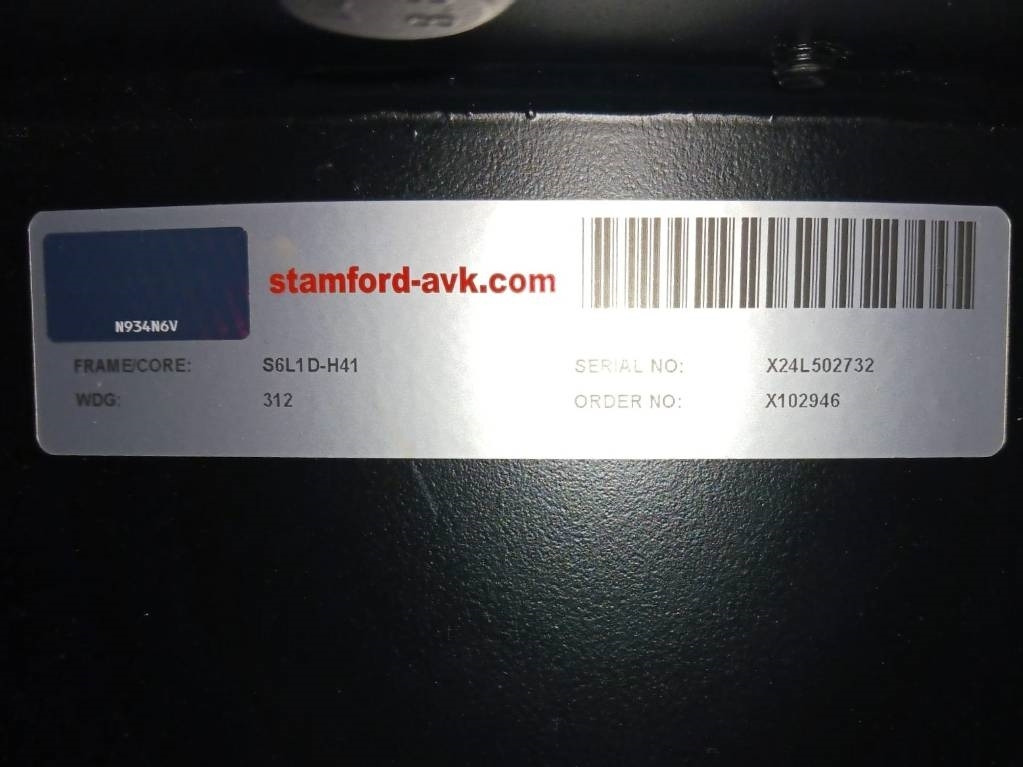 stamford-avk.com
N934N6V
FRAME/CORE: S6L1D-H41 SERIAL NO: X24L502732
WDG: 312 ORDER NO: X102946